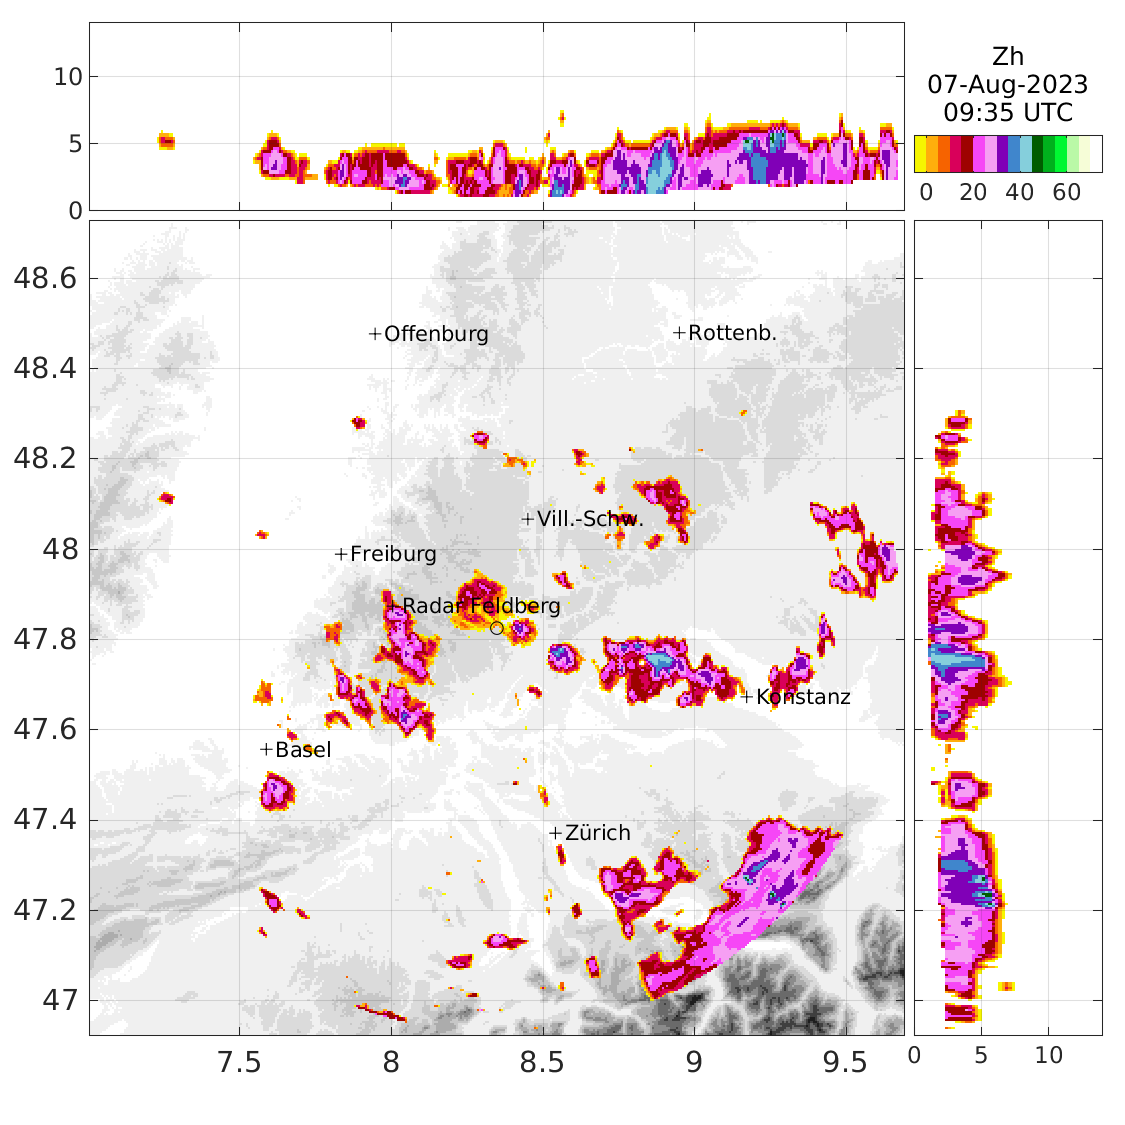 10
5
0
Zh
07-Aug-2023
09:35 UTC
0 20 40 60
48.6
48.4
48.2
48
47.8
47.6
47.4
47.2
47
+Offenburg
+Rottenb.
+Vill.-Schw.
+Freiburg
+Radar Feldberg
+Konstanz
+Basel
+Zürich
7.5 8 8.5 9 9.5
0 5 10